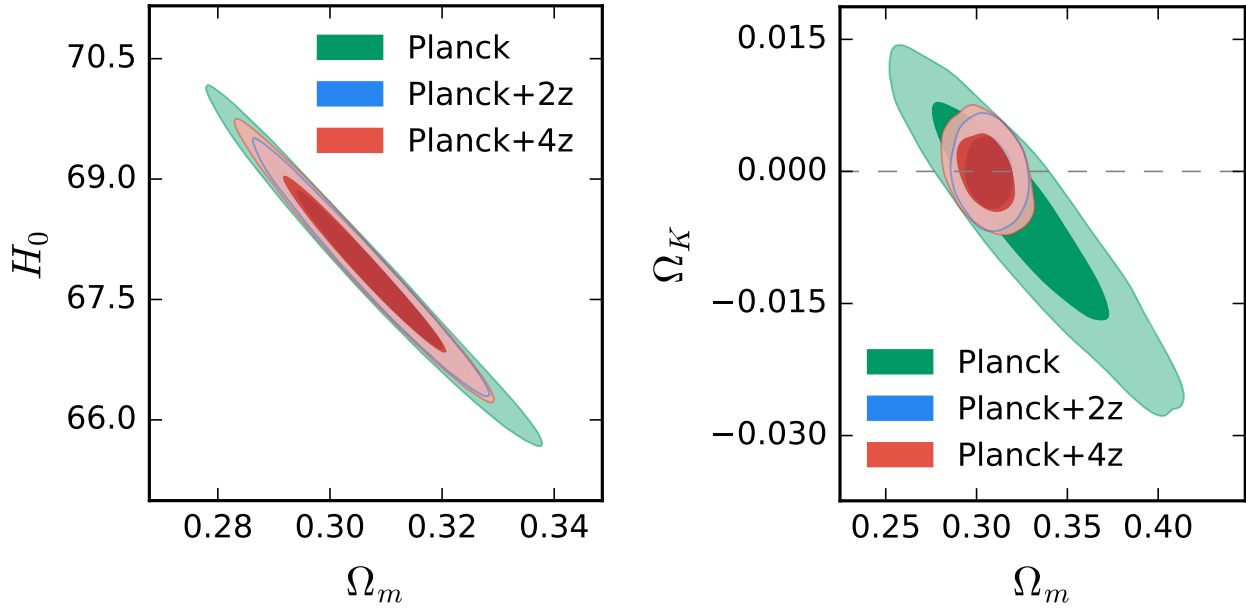 70.5
69.0
67.5
66.0
H₀
0.28 0.30 0.32 0.34
Ωₘ
Planck
Planck+2z
Planck+4z
0.015
0.000
−0.015
−0.030
Ω_K
0.25 0.30 0.35 0.40
Ωₘ
Planck
Planck+2z
Planck+4z